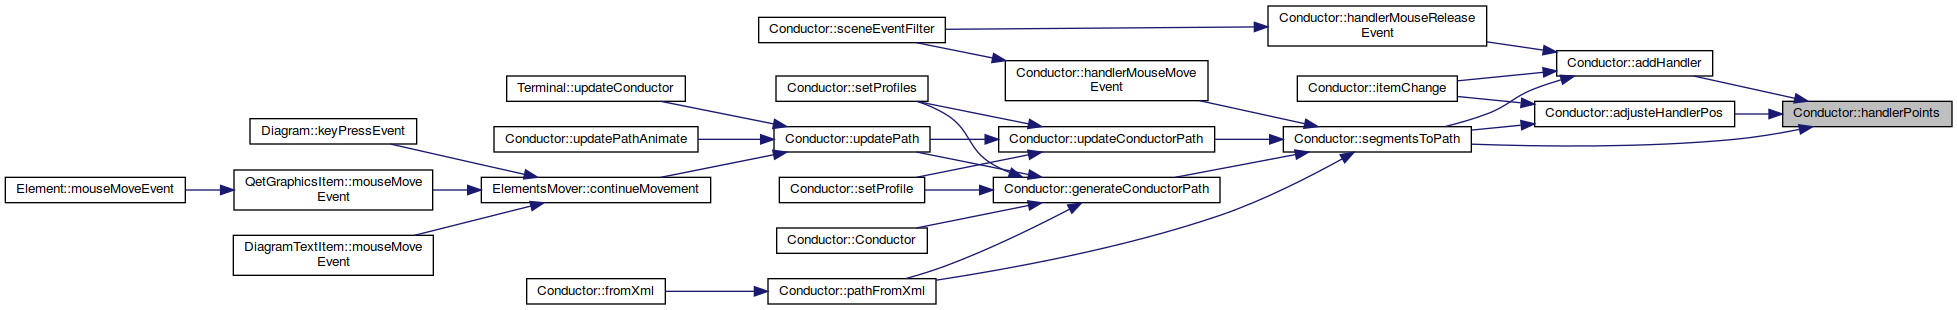 Element::mouseMoveEvent
Diagram::keyPressEvent
QetGraphicsItem::mouseMove
Event
DiagramTextItem::mouseMove
Event
Terminal::updateConductor
Conductor::updatePathAnimate
ElementsMover::continueMovement
Conductor::fromXml
Conductor::sceneEventFilter
Conductor::setProfiles
Conductor::updatePath
Conductor::setProfile
Conductor::Conductor
Conductor::pathFromXml
Conductor::handlerMouseMove
Event
Conductor::updateConductorPath
Conductor::generateConductorPath
Conductor::handlerMouseRelease
Event
Conductor::itemChange
Conductor::segmentsToPath
Conductor::addHandler
Conductor::adjusteHandlerPos
Conductor::handlerPoints